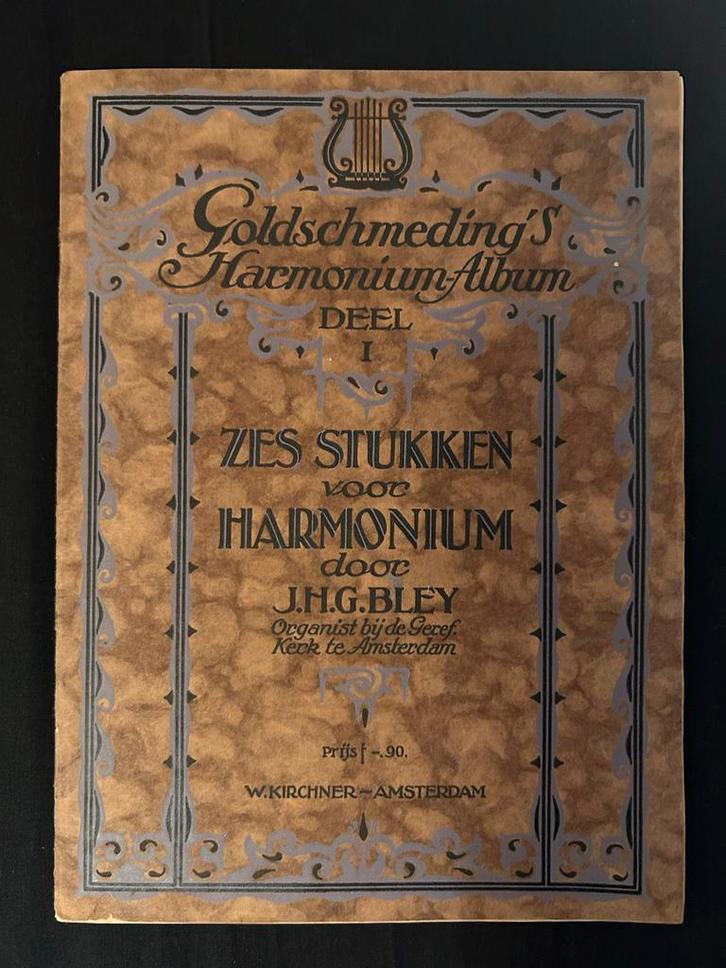 Goldschmeding's
Harmonium-Album
DEEL
I
ZES STUKKEN
voor
HARMONIUM
door
J.H.G.BLEY
Organist bij de Geref.
Kerk te Amsterdam
Prijs f -.90.
W.KIRCHNER-AMSTERDAM